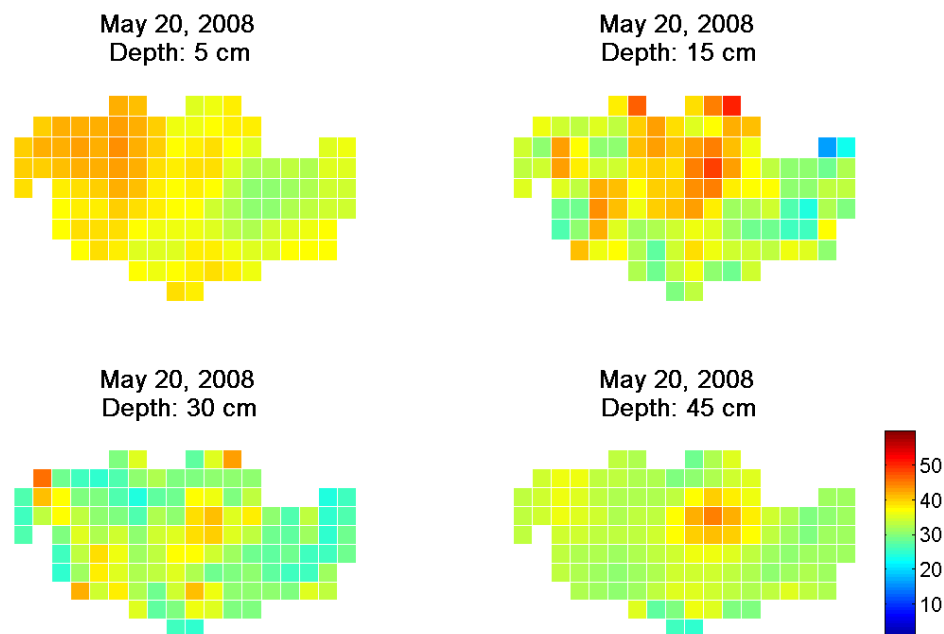 May 20, 2008
Depth: 5 cm
May 20, 2008
Depth: 15 cm
May 20, 2008
Depth: 30 cm
May 20, 2008
Depth: 45 cm
50
40
30
20
10